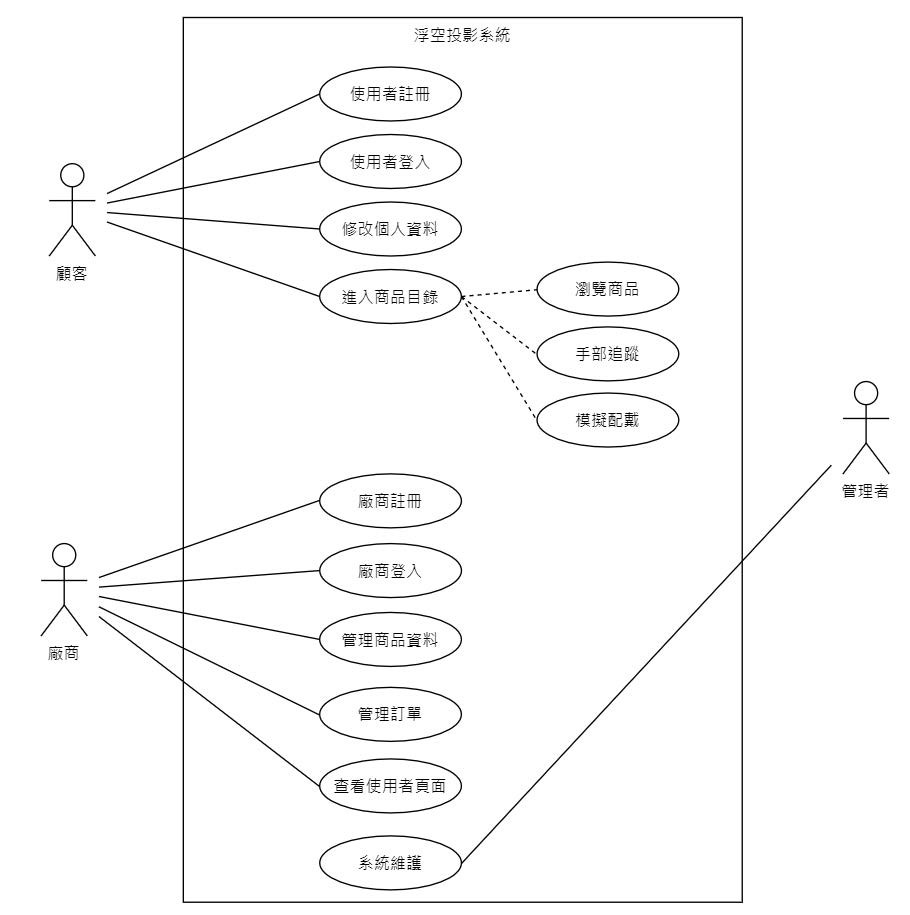 浮空投影系統
使用者註冊
使用者登入
修改個人資料
進入商品目錄
顧客
瀏覽商品
手部追蹤
模擬配戴
管理者
廠商註冊
廠商登入
管理商品資料
管理訂單
查看使用者頁面
廠商
系統維護